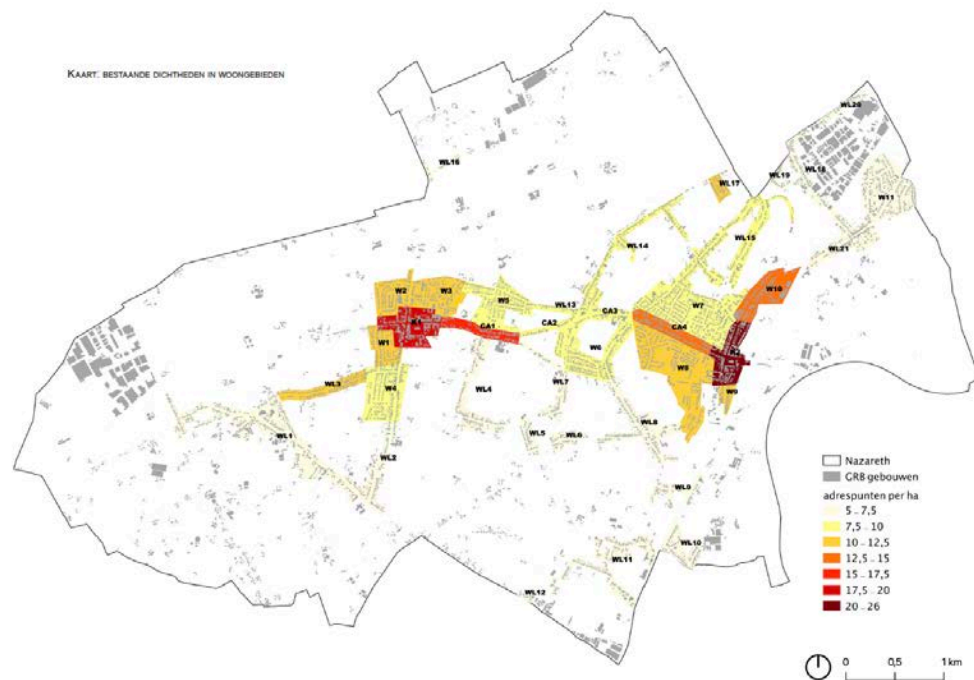 KAART: BESTAANDE DICHTHEDEN IN WOONGEBIEDEN
WL20
WL16
WL19
WL18
WL17
W11
WL15
WL14
WL21
W2
W3
W10
W5
WL13
CA3
W7
K1
CA1
CA2
CA4
K2
W1
W6
W8
WL3
W4
WL4
WL7
W9
WL1
WL5
WL6
WL8
WL2
WL9
WL10
WL11
WL12
Nazareth
GRB gebouwen
adrespunten per ha
5 - 7,5
7,5 - 10
10 - 12,5
12,5 - 15
15 - 17,5
17,5 - 20
20 - 26
0 0,5 1 km